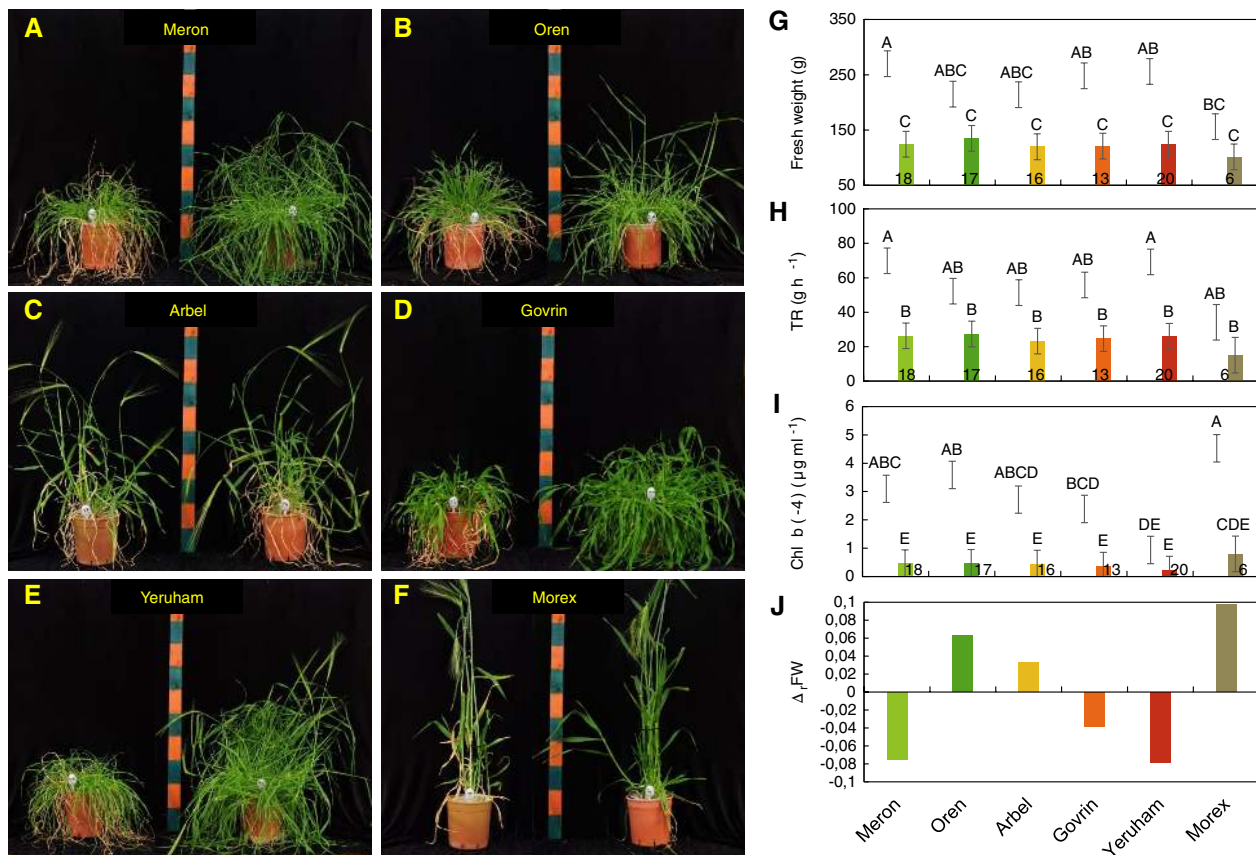 A
Meron
B
Oren
C
Arbel
D
Govrin
E
Yeruham
F
Morex
G
Fresh weight (g)
350
250
150
50
A ABC ABC AB AB BC
C C C C C C
18 17 16 13 20 6
H
TR (g h -1)
100
80
60
40
20
0
A AB AB AB A AB
B B B B B B
18 17 16 13 20 6
I
Chl b (-4) (µg ml -1)
6
5
4
3
2
1
0
ABC AB ABCD BCD DE A
E E E E E CDE
18 17 16 13 20 6
J
Δ rFW
0,1
0,08
0,06
0,04
0,02
0
-0,02
-0,04
-0,06
-0,08
-0,1
Meron Oren Arbel Govrin Yeruham Morex